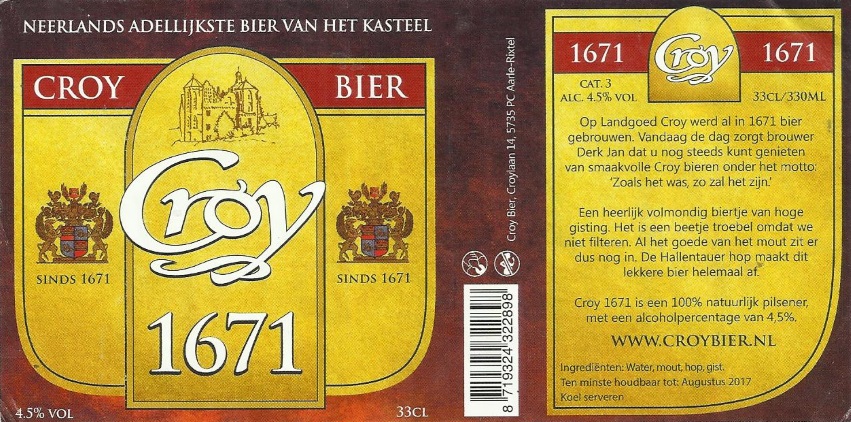 NEERLANDS ADELLIJKSTE BIER VAN HET KASTEEL
CROY BIER
Croy
SINDS 1671
SINDS 1671
1671
4.5% VOL
33CL
Croy Bier, Croylaan 14, 5735 PC Aarle-Rixtel
8 719324 322898
1671 Croy 1671
CAT. 3
ALC. 4.5% VOL
33CL/330ML
Op Landgoed Croy werd al in 1671 bier
gebrouwen. Vandaag de dag zorgt brouwer
Derk Jan dat u nog steeds kunt genieten
van smaakvolle Croy bieren onder het motto:
'Zoals het was, zo zal het zijn.'
Een heerlijk volmondig biertje van hoge
gisting. Het is een beetje troebel omdat we
niet filteren. Al het goede van het mout zit er
dus nog in. De Hallentauer hop maakt dit
lekkere bier helemaal af.
Croy 1671 is een 100% natuurlijk pilsener,
met een alcoholpercentage van 4,5%.
WWW.CROYBIER.NL
Ingrediënten: Water, mout, hop, gist.
Ten minste houdbaar tot: Augustus 2017
Koel serveren